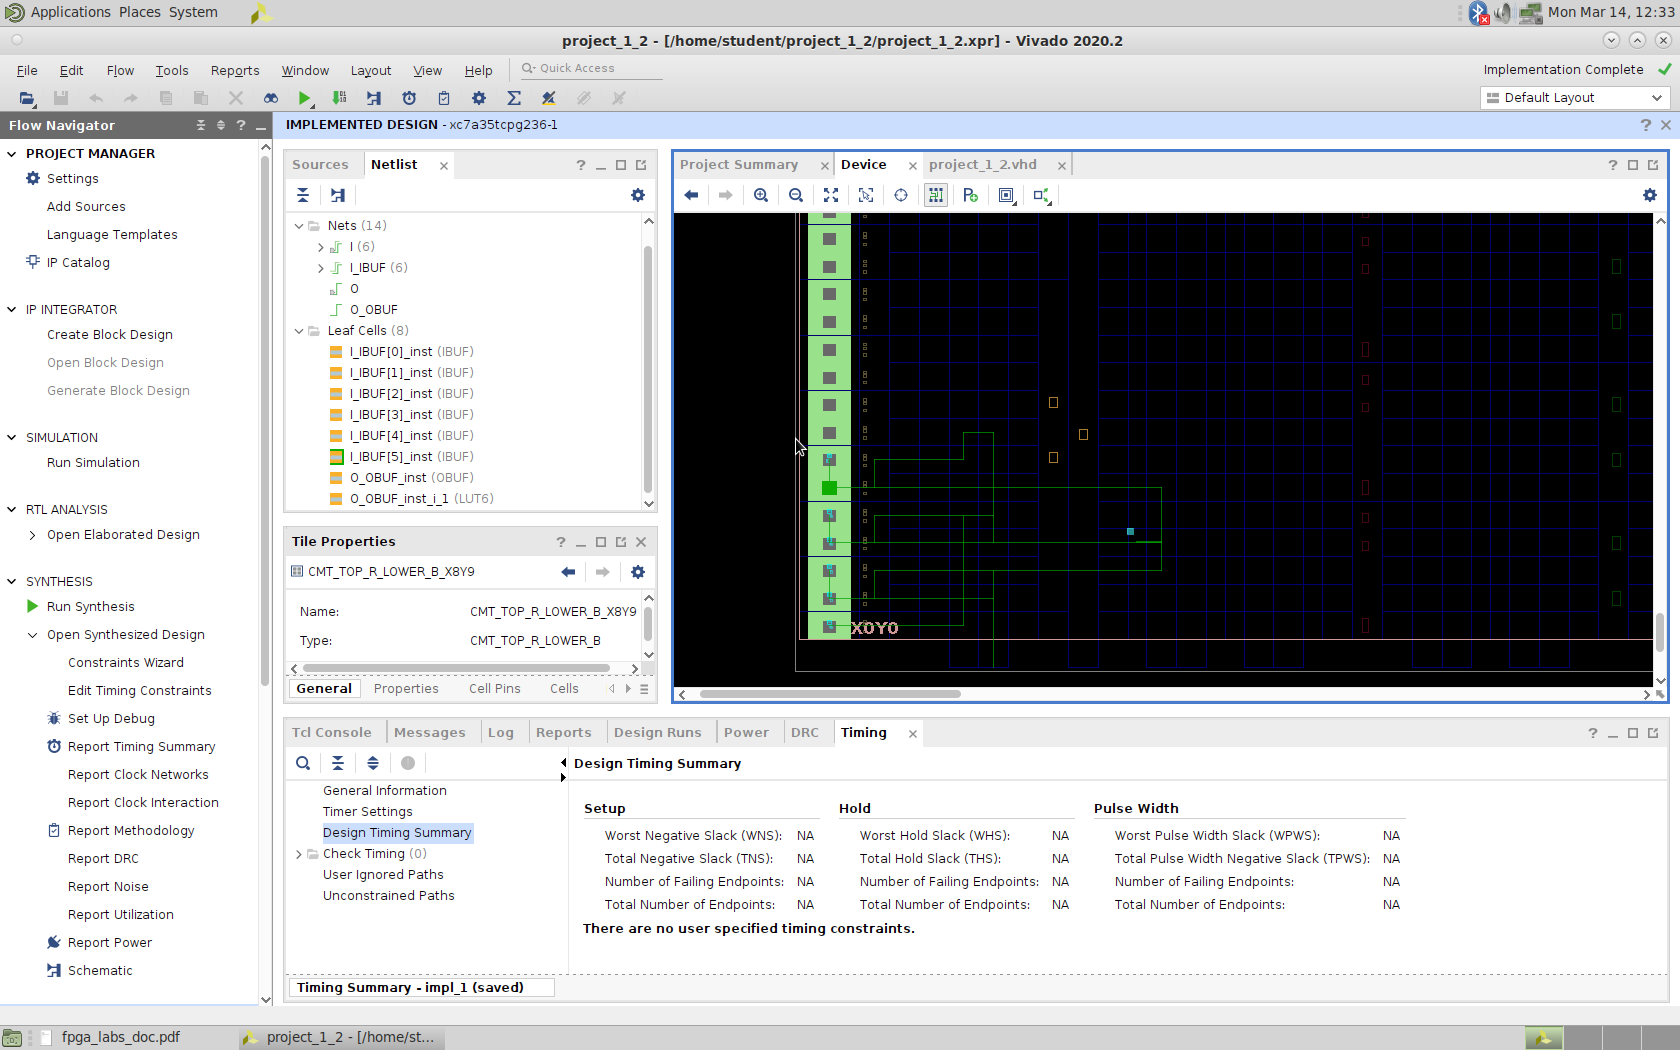 Applications Places System
Mon Mar 14, 12:33
project_1_2 - [/home/student/project_1_2/project_1_2.xpr] - Vivado 2020.2
File Edit Flow Tools Reports Window Layout View Help
Quick Access
Implementation Complete
Default Layout
Flow Navigator
PROJECT MANAGER
Settings
Add Sources
Language Templates
IP Catalog
IP INTEGRATOR
Create Block Design
Open Block Design
Generate Block Design
SIMULATION
Run Simulation
RTL ANALYSIS
Open Elaborated Design
SYNTHESIS
Run Synthesis
Open Synthesized Design
Constraints Wizard
Edit Timing Constraints
Set Up Debug
Report Timing Summary
Report Clock Networks
Report Clock Interaction
Report Methodology
Report DRC
Report Noise
Report Utilization
Report Power
Schematic
IMPLEMENTED DESIGN - xc7a35tcpg236-1
Sources Netlist
Nets (14)
I (6)
I_IBUF (6)
O
O_OBUF
Leaf Cells (8)
I_IBUF[0]_inst (IBUF)
I_IBUF[1]_inst (IBUF)
I_IBUF[2]_inst (IBUF)
I_IBUF[3]_inst (IBUF)
I_IBUF[4]_inst (IBUF)
I_IBUF[5]_inst (IBUF)
O_OBUF_inst (OBUF)
O_OBUF_inst_i_1 (LUT6)
Tile Properties
CMT_TOP_R_LOWER_B_X8Y9
Name: CMT_TOP_R_LOWER_B_X8Y9
Type: CMT_TOP_R_LOWER_B
General Properties Cell Pins Cells
Project Summary Device project_1_2.vhd
X0Y0
Tcl Console Messages Log Reports Design Runs Power DRC Timing
General Information
Timer Settings
Design Timing Summary
Check Timing (0)
User Ignored Paths
Unconstrained Paths
Design Timing Summary
Setup Hold Pulse Width
Worst Negative Slack (WNS): NA Worst Hold Slack (WHS): NA Worst Pulse Width Slack (WPWS): NA
Total Negative Slack (TNS): NA Total Hold Slack (THS): NA Total Pulse Width Negative Slack (TPWS): NA
Number of Failing Endpoints: NA Number of Failing Endpoints: NA Number of Failing Endpoints: NA
Total Number of Endpoints: NA Total Number of Endpoints: NA Total Number of Endpoints: NA
There are no user specified timing constraints.
Timing Summary - impl_1 (saved)
fpga_labs_doc.pdf
project_1_2 - [/home/st...